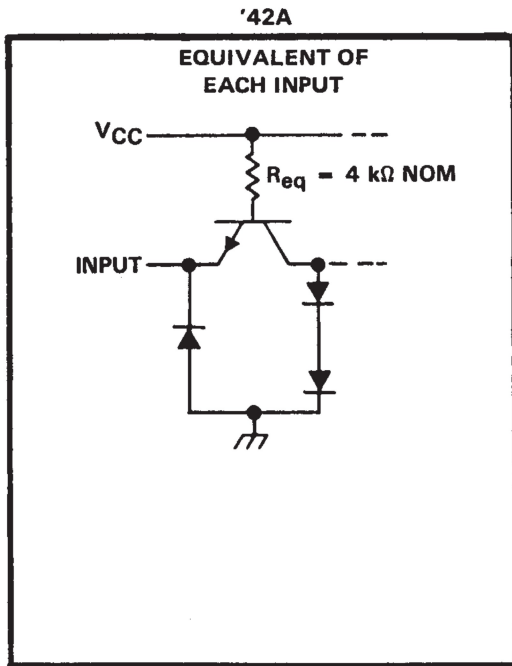 '42A
EQUIVALENT OF
EACH INPUT
VCC
Req = 4 kΩ NOM
INPUT